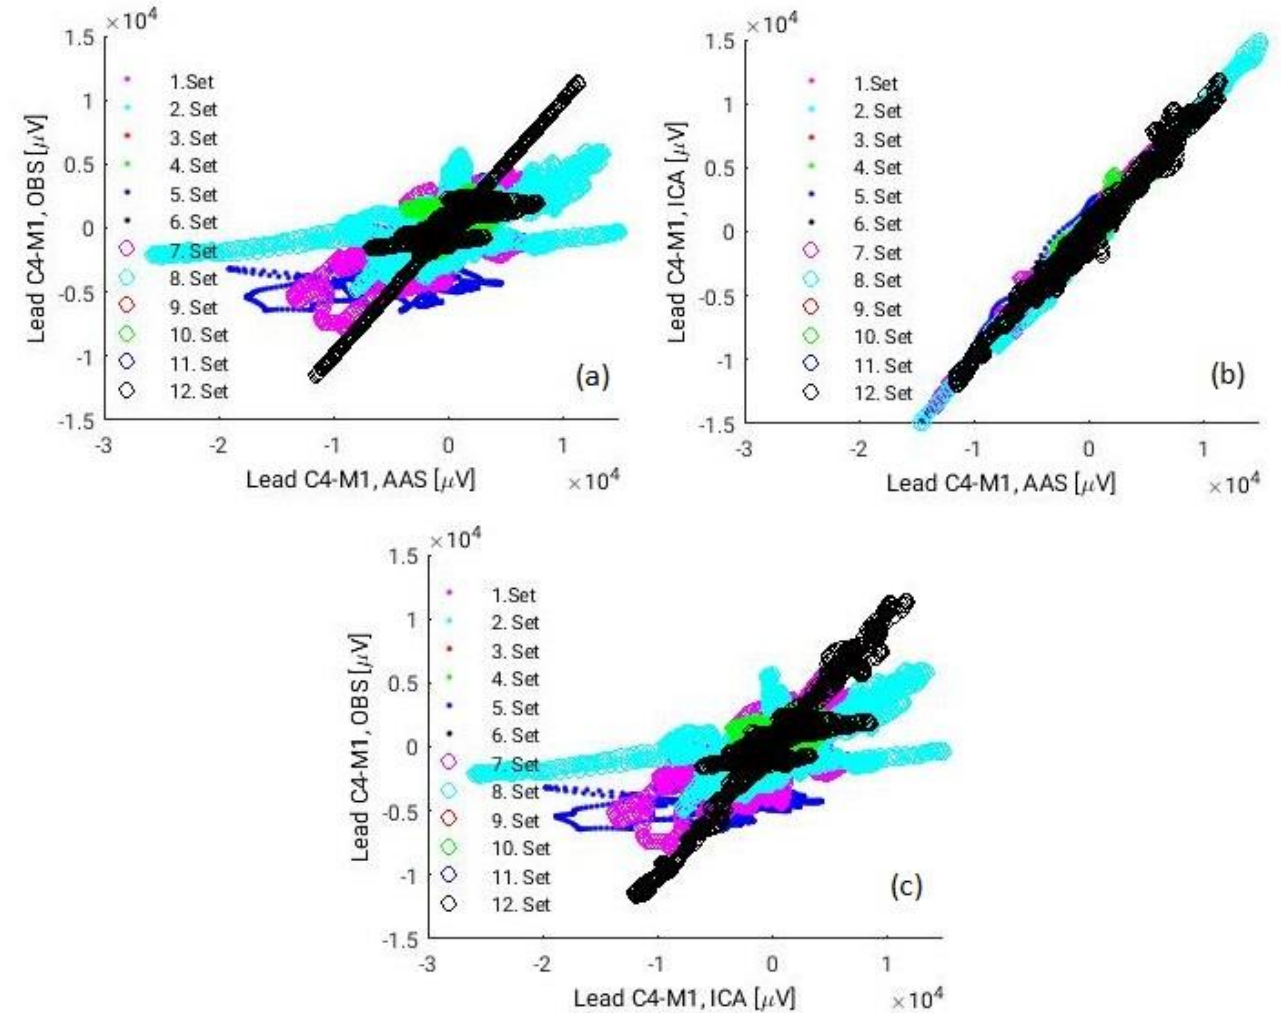 ×10⁴
1.5
1
0.5
0
-0.5
-1
-1.5
Lead C4-M1, OBS [μV]
1.Set
2. Set
3. Set
4. Set
5. Set
6. Set
7. Set
8. Set
9. Set
10. Set
11. Set
12. Set
(a)
-3 -2 -1 0 1
Lead C4-M1, AAS [μV]
×10⁴
×10⁴
1.5
1
0.5
0
-0.5
-1
-1.5
Lead C4-M1, ICA [μV]
1.Set
2. Set
3. Set
4. Set
5. Set
6. Set
7. Set
8. Set
9. Set
10. Set
11. Set
12. Set
(b)
-3 -2 -1 0 1
Lead C4-M1, AAS [μV]
×10⁴
×10⁴
1.5
1
0.5
0
-0.5
-1
-1.5
Lead C4-M1, OBS [μV]
1.Set
2. Set
3. Set
4. Set
5. Set
6. Set
7. Set
8. Set
9. Set
10. Set
11. Set
12. Set
(c)
-3 -2 -1 0 1
Lead C4-M1, ICA [μV]
×10⁴